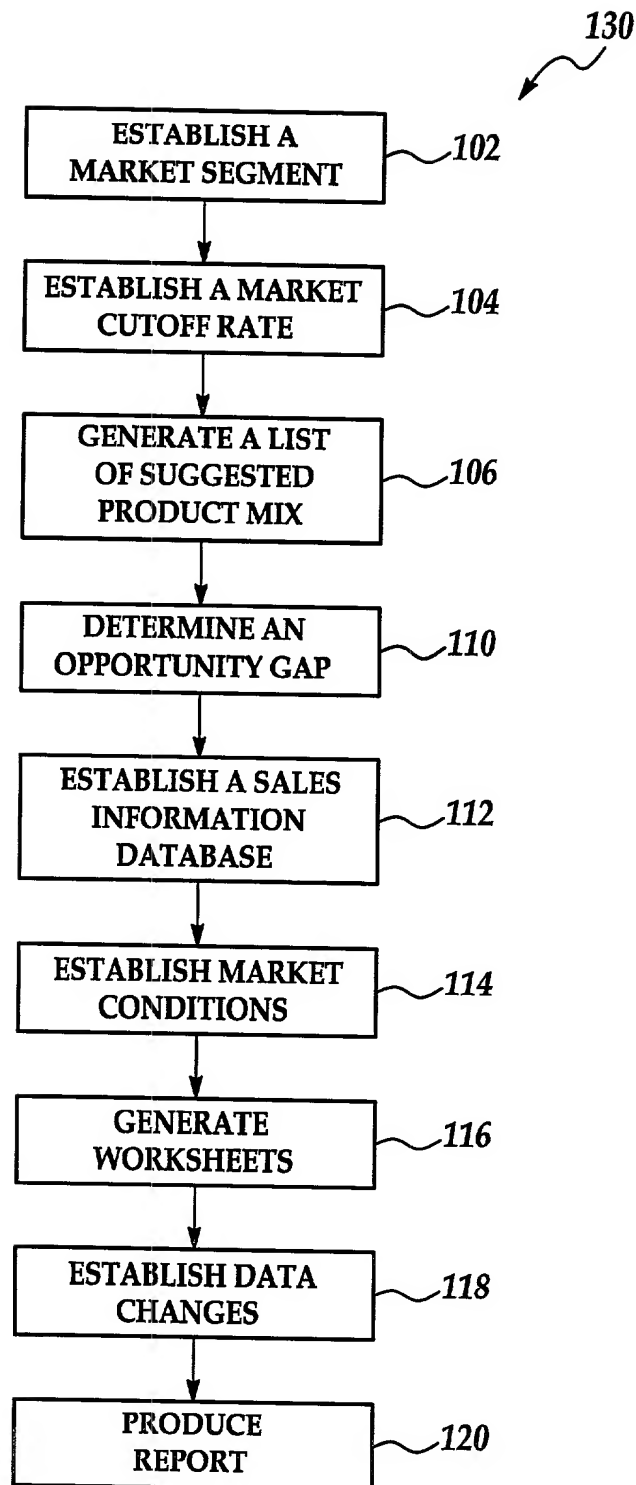 130
ESTABLISH A
MARKET SEGMENT
102
ESTABLISH A MARKET
CUTOFF RATE
104
GENERATE A LIST
OF SUGGESTED
PRODUCT MIX
106
DETERMINE AN
OPPORTUNITY GAP
110
ESTABLISH A SALES
INFORMATION
DATABASE
112
ESTABLISH MARKET
CONDITIONS
114
GENERATE
WORKSHEETS
116
ESTABLISH DATA
CHANGES
118
PRODUCE
REPORT
120